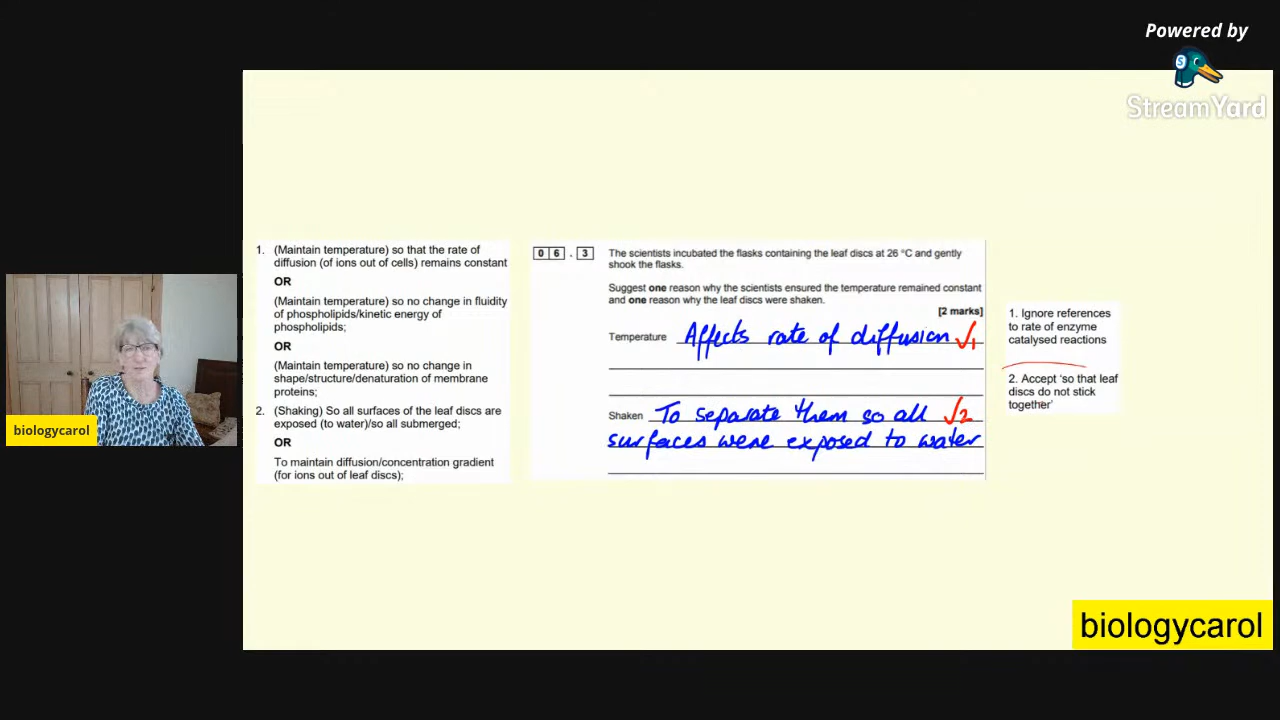 Powered by
StreamYard
1. (Maintain temperature) so that the rate of
diffusion (of ions out of cells) remains constant
OR
(Maintain temperature) so no change in fluidity
of phospholipids/kinetic energy of
phospholipids;
OR
(Maintain temperature) so no change in
shape/structure/denaturation of membrane
proteins;
2. (Shaking) So all surfaces of the leaf discs are
exposed (to water)/so all submerged;
OR
To maintain diffusion/concentration gradient
(for ions out of leaf discs);
0 6 . 3 The scientists incubated the flasks containing the leaf discs at 26 °C and gently
shook the flasks.
Suggest one reason why the scientists ensured the temperature remained constant
and one reason why the leaf discs were shaken.
[2 marks]
Temperature Affects rate of diffusion ✓1
Shaken To separate them so all ✓2
surfaces were exposed to water
1. Ignore references
to rate of enzyme
catalysed reactions
2. Accept 'so that leaf
discs do not stick
together'
biologycarol
biologycarol